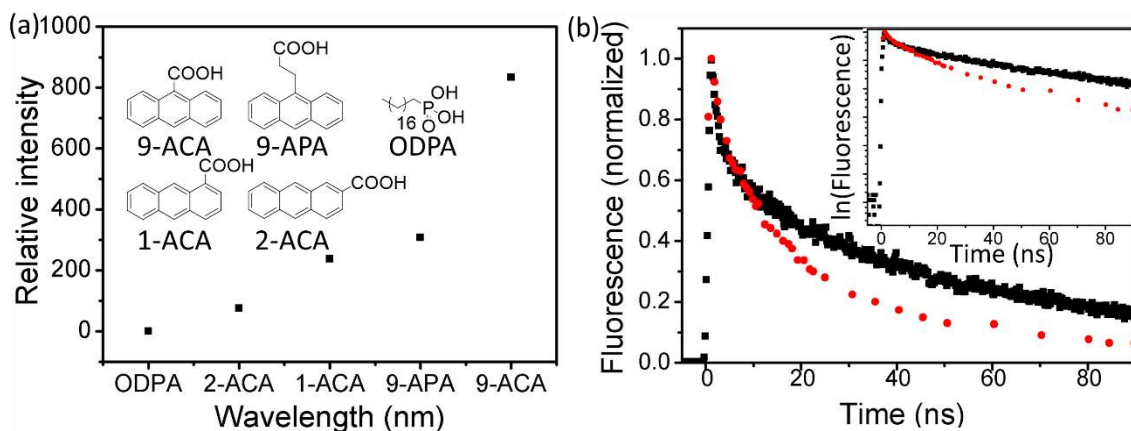 (a)
1000
800
600
400
200
0
Relative intensity
COOH
COOH
9-ACA
9-APA
16
P
OH
OH
O
ODPA
COOH
COOH
1-ACA
2-ACA
ODPA 2-ACA 1-ACA 9-APA 9-ACA
Wavelength (nm)
(b)
1.0
0.8
0.6
0.4
0.2
0.0
Fluorescence (normalized)
0 20 40 60 80
Time (ns)
ln(Fluorescence)
0 20 40 60 80
Time (ns)